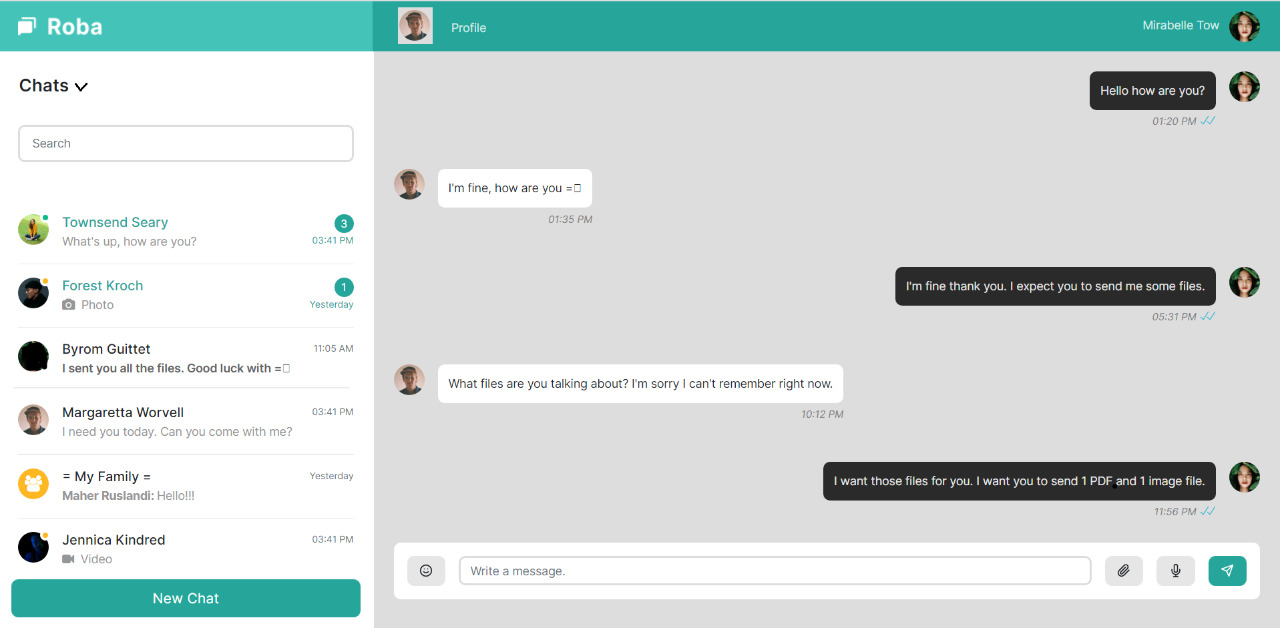 Roba
Profile
Mirabelle Tow
Chats
Search
Townsend Seary
3
What's up, how are you?
03:41 PM
Forest Kroch
1
Photo
Yesterday
Byrom Guittet
11:05 AM
I sent you all the files. Good luck with =▯
Margaretta Worvell
03:41 PM
I need you today. Can you come with me?
= My Family =
Yesterday
Maher Ruslandi: Hello!!!
Jennica Kindred
03:41 PM
Video
New Chat
Hello how are you?
01:20 PM
I'm fine, how are you =▯
01:35 PM
I'm fine thank you. I expect you to send me some files.
05:31 PM
What files are you talking about? I'm sorry I can't remember right now.
10:12 PM
I want those files for you. I want you to send 1 PDF and 1 image file.
11:56 PM
Write a message.